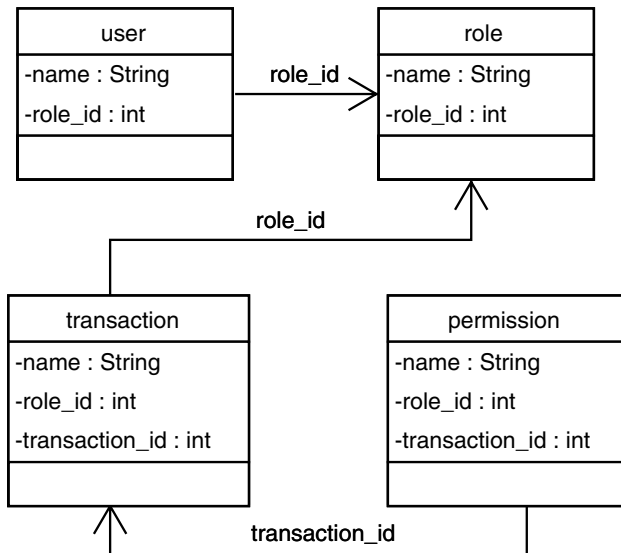 user
-name : String
-role_id : int
role_id
role
-name : String
-role_id : int
role_id
transaction
-name : String
-role_id : int
-transaction_id : int
permission
-name : String
-role_id : int
-transaction_id : int
transaction_id